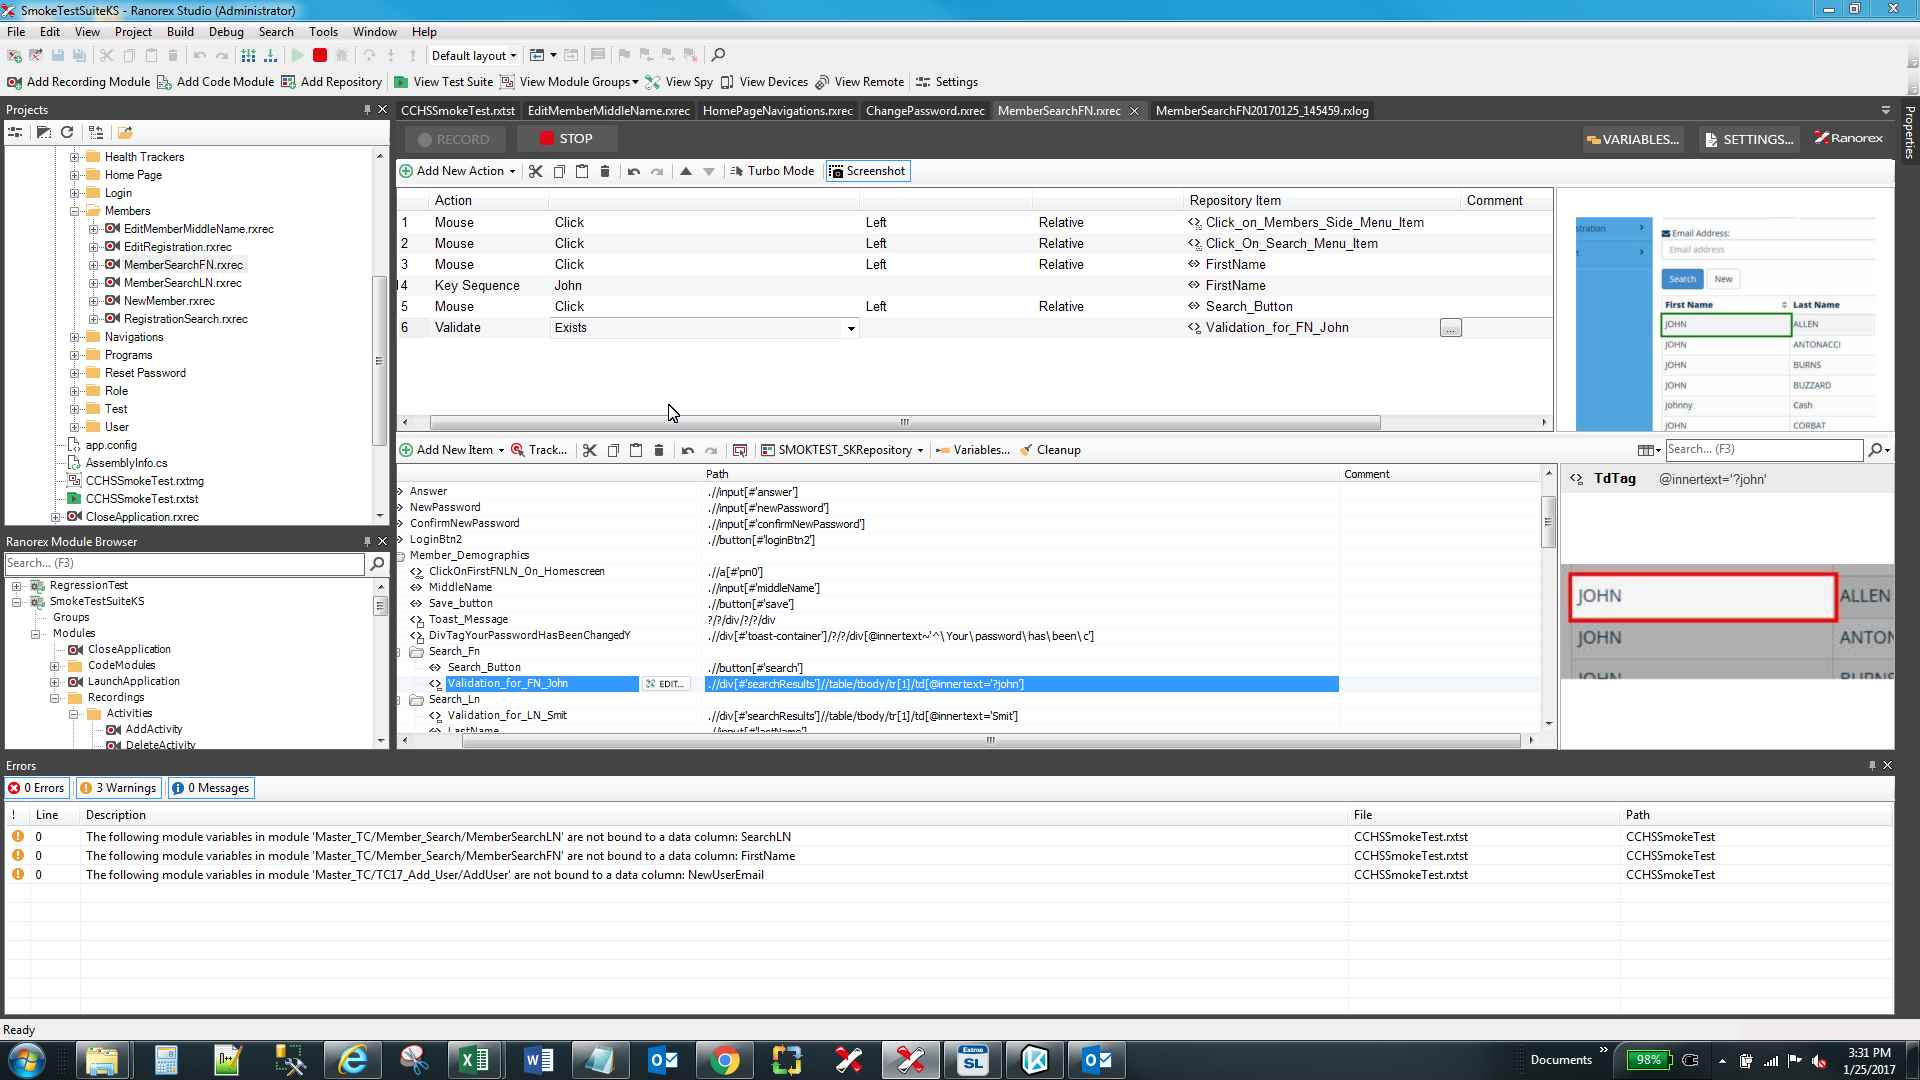 SmokeTestSuiteKS - Ranorex Studio (Administrator)
File Edit View Project Build Debug Search Tools Window Help
Default layout
Add Recording Module Add Code Module Add Repository View Test Suite View Module Groups View Spy View Devices View Remote Settings
Projects
CCHSSmokeTest.rxtst EditMemberMiddleName.rxrec HomePageNavigations.rxrec ChangePassword.rxrec MemberSearchFN.rxrec MemberSearchFN20170125_145459.rxlog
Properties
RECORD STOP VARIABLES... SETTINGS... Ranorex
Health Trackers
Home Page
Login
Members
EditMemberMiddleName.rxrec
EditRegistration.rxrec
MemberSearchFN.rxrec
MemberSearchLN.rxrec
NewMember.rxrec
RegistrationSearch.rxrec
Navigations
Programs
Reset Password
Role
Test
User
app.config
AssemblyInfo.cs
CCHSSmokeTest.rxtmg
CCHSSmokeTest.rxtst
CloseApplication.rxrec
Add New Action Turbo Mode Screenshot
Action Repository Item Comment
1 Mouse Click Left Relative Click_on_Members_Side_Menu_Item
2 Mouse Click Left Relative Click_On_Search_Menu_Item
3 Mouse Click Left Relative FirstName
4 Key Sequence John FirstName
5 Mouse Click Left Relative Search_Button
6 Validate Exists Validation_for_FN_John ...
stration
Email Address:
Email address
Search New
First Name Last Name
JOHN ALLEN
JOHN ANTONACCI
JOHN BURNS
JOHN BUZZARD
Johnny Cash
JOHN CORBAT
Add New Item Track... SMOKTEST_SKRepository Variables... Cleanup Search... (F3)
Path Comment
Answer .//input[#'answer']
NewPassword .//input[#'newPassword']
ConfirmNewPassword .//input[#'confirmNewPassword']
LoginBtn2 .//button[#'loginBtn2']
Member_Demographics
ClickOnFirstFNLN_On_Homescreen .//a[#'pn0']
MiddleName .//input[#'middleName']
Save_button .//button[#'save']
Toast_Message ?/?/div/?/?/div
DivTagYourPasswordHasBeenChangedY .//div[#'toast-container']/?/?/div[@innertext~'^\ Your\ password\ has\ been\ c']
Search_Fn
Search_Button .//button[#'search']
Validation_for_FN_John EDIT... .//div[#'searchResults']//table/tbody/tr[1]/td[@innertext='?john']
Search_Ln
Validation_for_LN_Smit .//div[#'searchResults']//table/tbody/tr[1]/td[@innertext='Smit']
LastName .//input[#'lastName']
TdTag @innertext='?john'
JOHN ALLEN
JOHN ANTON
JOHN BURNS
Ranorex Module Browser
Search... (F3)
RegressionTest
SmokeTestSuiteKS
Groups
Modules
CloseApplication
CodeModules
LaunchApplication
Recordings
Activities
AddActivity
DeleteActivity
Errors
0 Errors 3 Warnings 0 Messages
! Line Description File Path
0 The following module variables in module 'Master_TC/Member_Search/MemberSearchLN' are not bound to a data column: SearchLN CCHSSmokeTest.rxtst CCHSSmokeTest
0 The following module variables in module 'Master_TC/Member_Search/MemberSearchFN' are not bound to a data column: FirstName CCHSSmokeTest.rxtst CCHSSmokeTest
0 The following module variables in module 'Master_TC/TC17_Add_User/AddUser' are not bound to a data column: NewUserEmail CCHSSmokeTest.rxtst CCHSSmokeTest
Ready
Documents » 98% 3:31 PM
1/25/2017